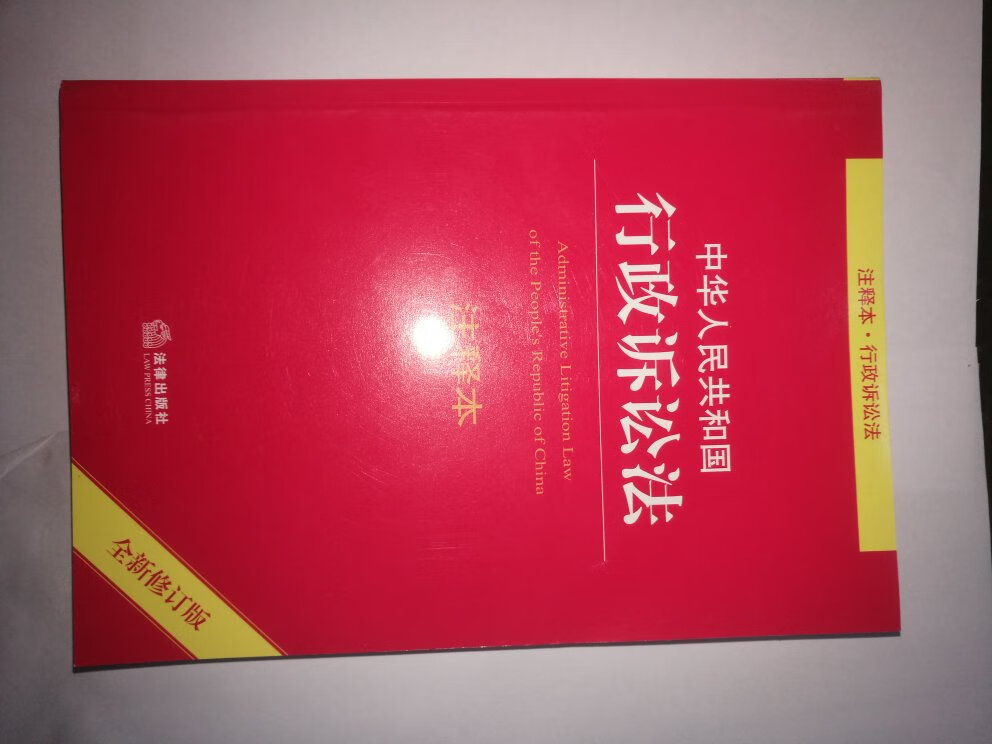 注释本·行政诉讼法
中华人民共和国
行政诉讼法
Administrative Litigation Law
of the People's Republic of China
注释本
法律出版社
LAW PRESS CHINA
全新修订版